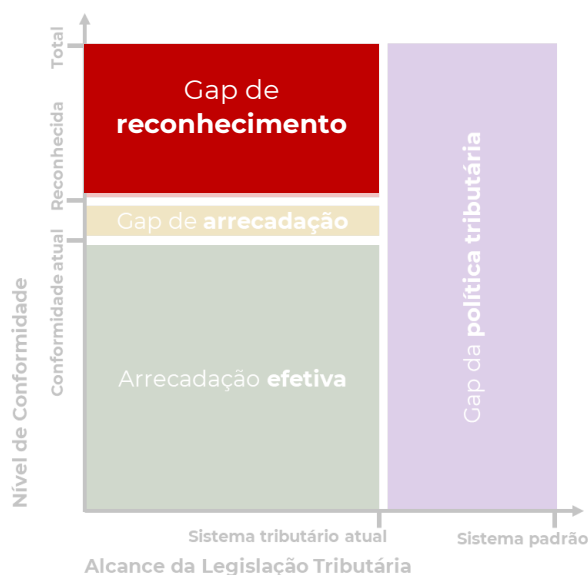 Total
Reconhecida
Conformidade atual
Nível de Conformidade
Gap de
reconhecimento
Gap de arrecadação
Arrecadação efetiva
Gap da política tributária
Sistema tributário atual
Sistema padrão
Alcance da Legislação Tributária